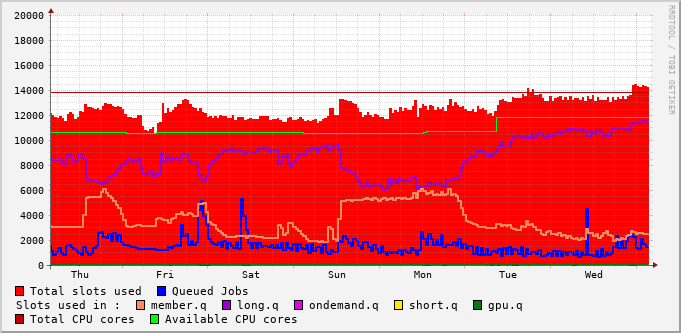 20000
18000
16000
14000
12000
10000
8000
6000
4000
2000
0
Thu Fri Sat Sun Mon Tue Wed
RRDTOOL / TOBI OETIKER
Total slots used Queued Jobs
Slots used in : member.q long.q ondemand.q short.q gpu.q
Total CPU cores Available CPU cores